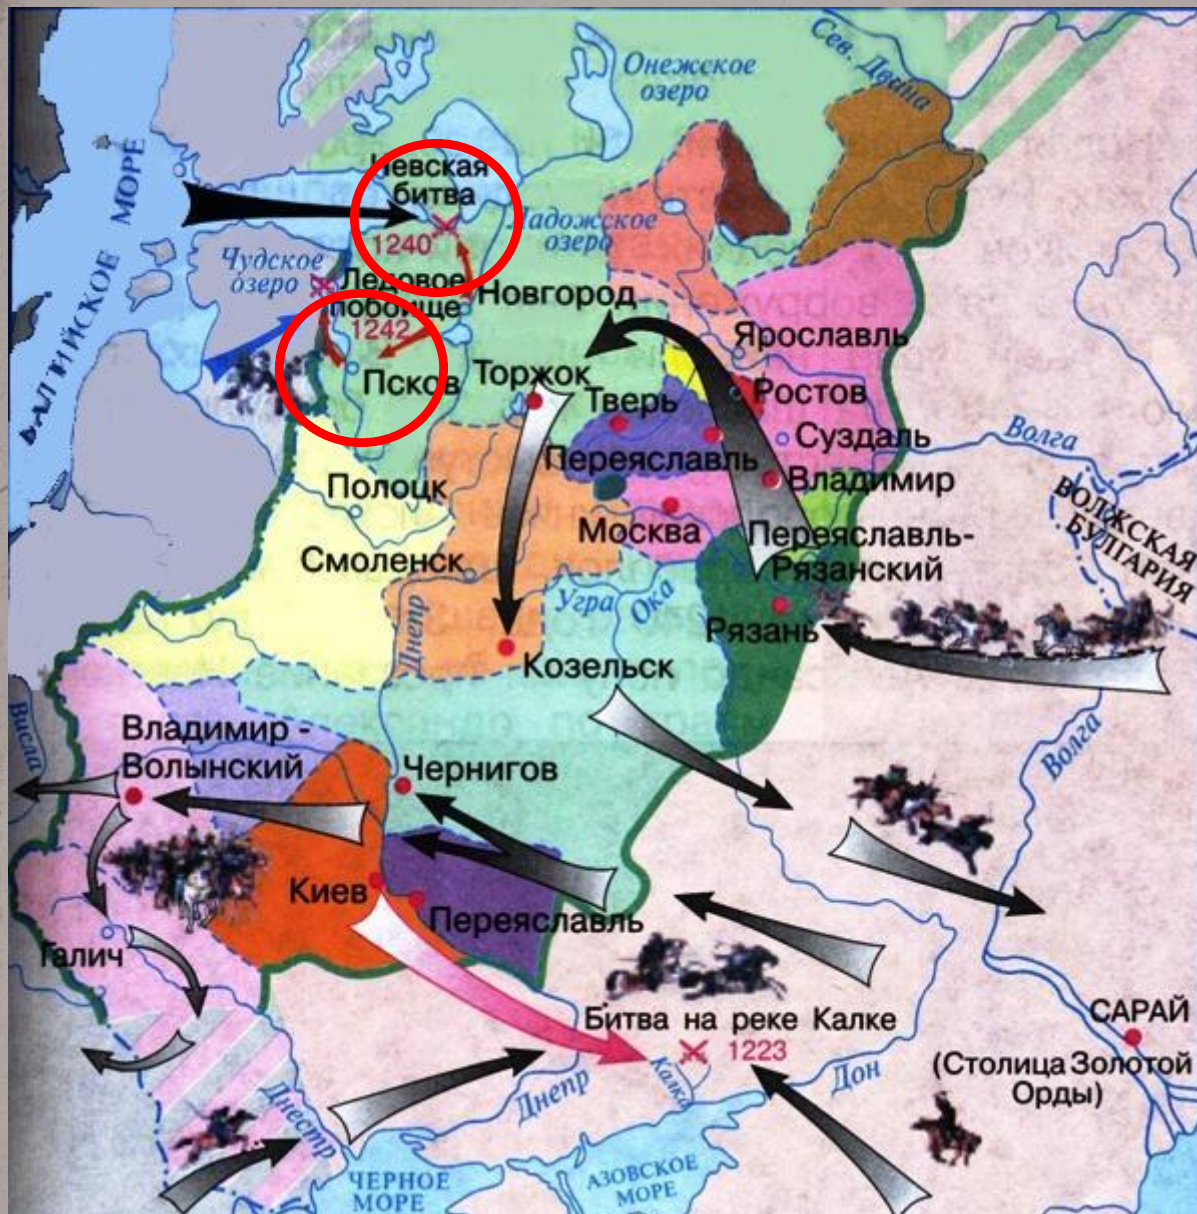 Сев. Двина
Онежское
озеро
БАЛТИЙСКОЕ МОРЕ
Невская
битва
1240
Ладожское
озеро
Чудское
озеро
Ледовое
побоище
1242
Новгород
Псков
Торжок
Ярославль
Тверь
Ростов
Суздаль
Волга
Переяславль
Владимир
ВОЛЖСКАЯ
БУЛГАРИЯ
Полоцк
Москва
Переяславль-
Рязанский
Смоленск
Днепр
Угра
Ока
Рязань
Козельск
Висла
Владимир -
Волынский
Чернигов
Волга
Киев
Переяславль
Галич
Битва на реке Калке
1223
Калка
САРАЙ
(Столица Золотой
Орды)
Днепр
Дон
Днестр
ЧЕРНОЕ
МОРЕ
АЗОВСКОЕ
МОРЕ